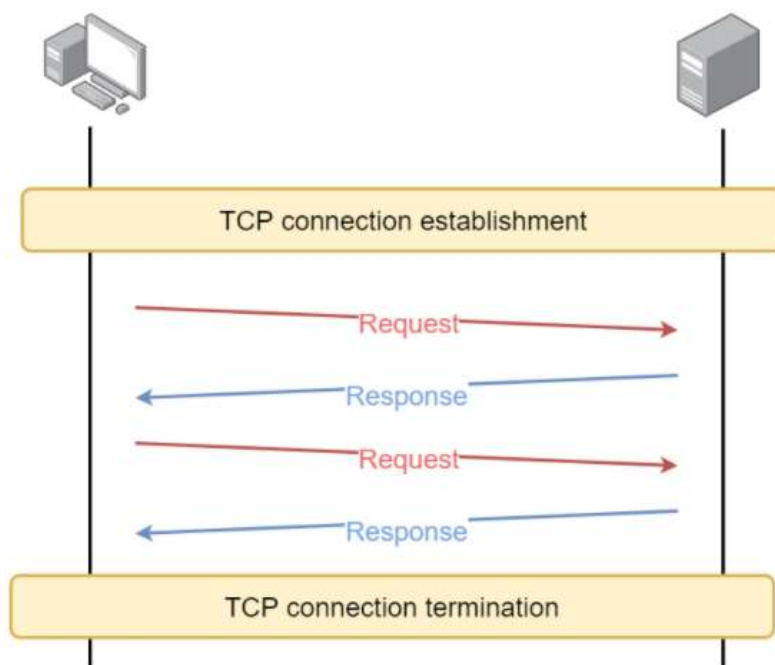 TCP connection establishment
Request
Response
Request
Response
TCP connection termination